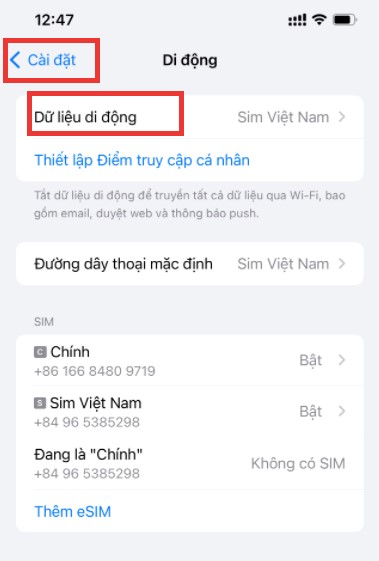 12:47
Cài đặt
Di động
Dữ liệu di động Sim Việt Nam
Thiết lập Điểm truy cập cá nhân
Tắt dữ liệu di động để truyền tất cả dữ liệu qua Wi-Fi, bao
gồm email, duyệt web và thông báo push.
Đường dây thoại mặc định Sim Việt Nam
SIM
C Chính Bật
+86 166 8480 9719
S Sim Việt Nam Bật
+84 96 5385298
Đang là "Chính" Không có SIM
+84 96 5385298
Thêm eSIM